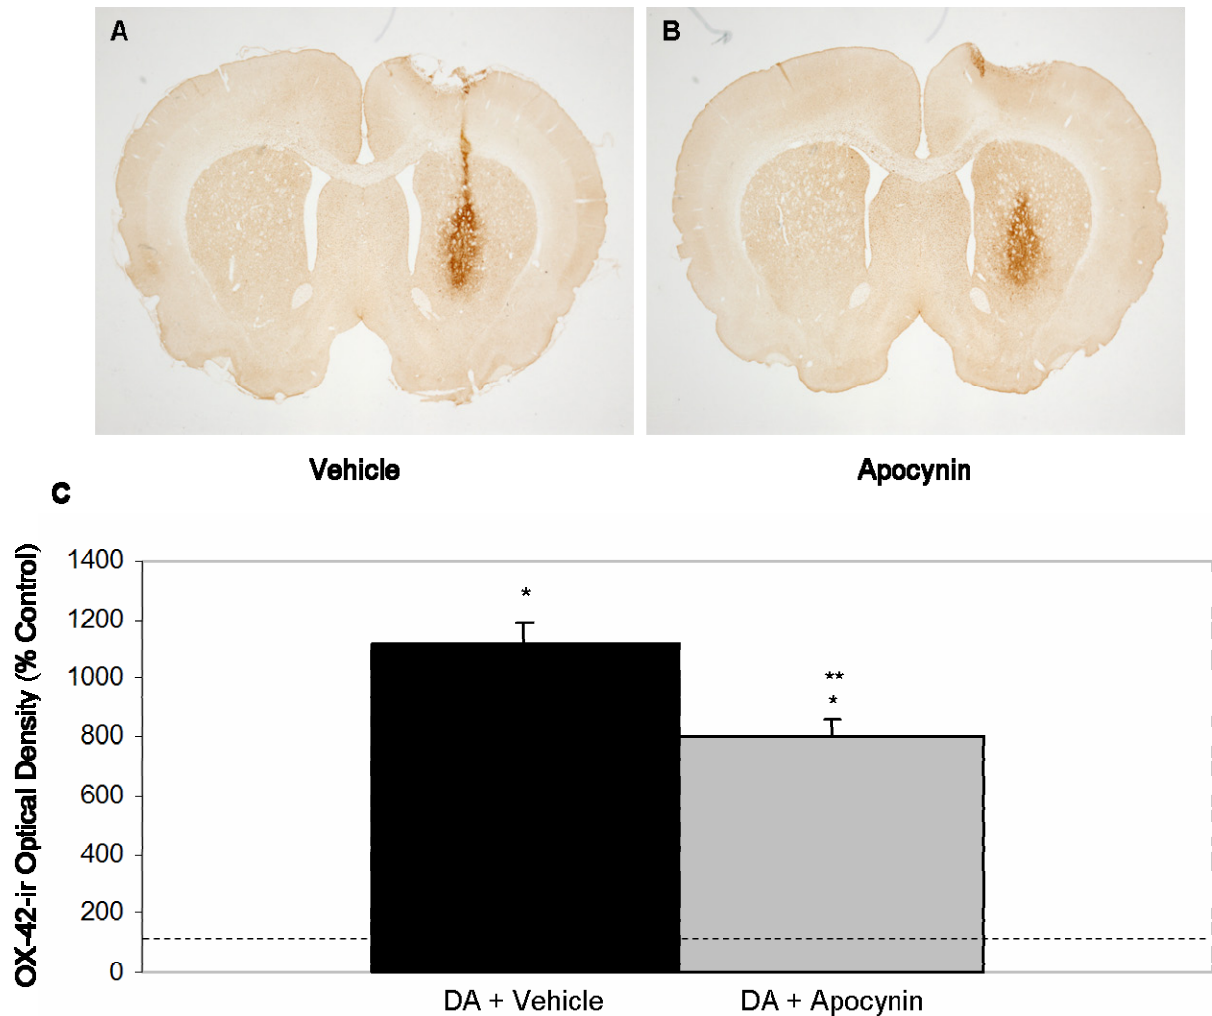 A
B
Vehicle
Apocynin
C
OX-42-ir Optical Density (% Control)
1400
1200
1000
800
600
400
200
0
*
**
*
DA + Vehicle
DA + Apocynin